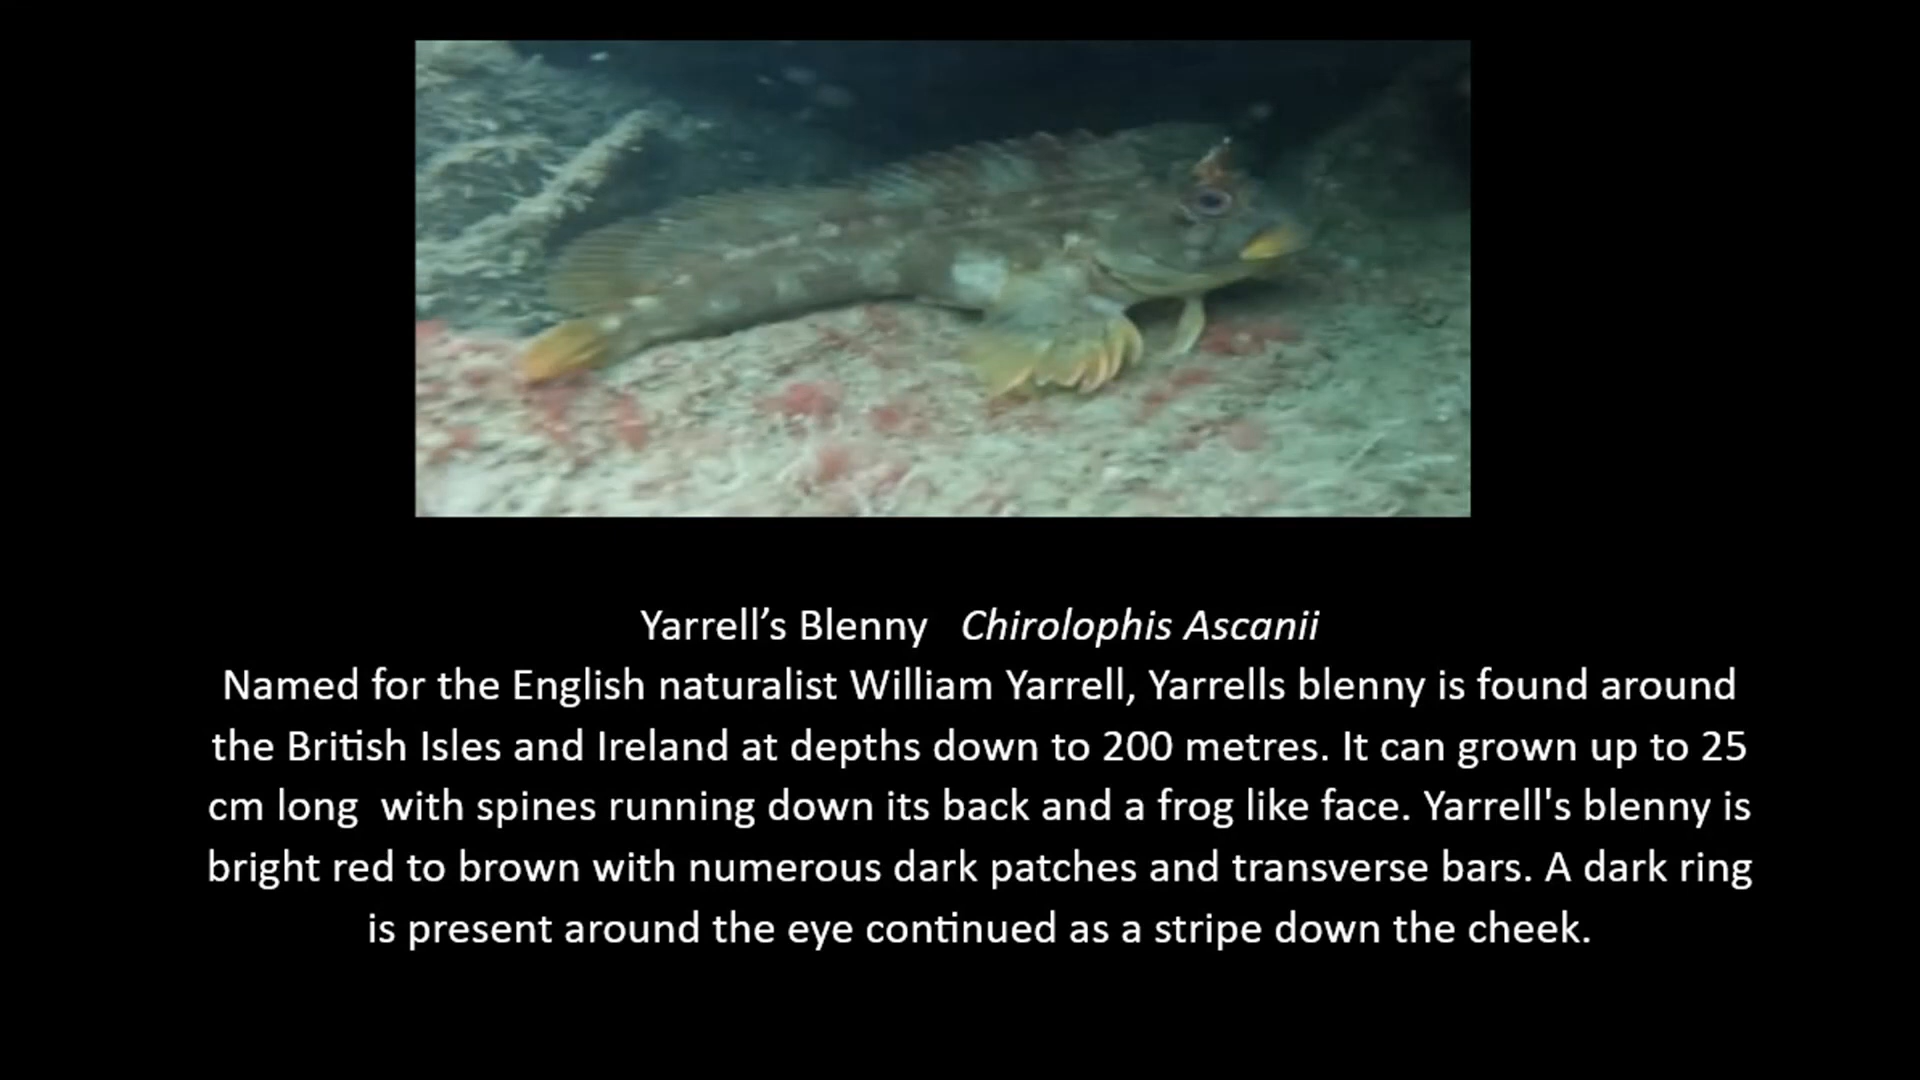 Yarrell’s Blenny   Chirolophis Ascanii
Named for the English naturalist William Yarrell, Yarrells blenny is found around
the British Isles and Ireland at depths down to 200 metres. It can grown up to 25
cm long  with spines running down its back and a frog like face. Yarrell's blenny is
bright red to brown with numerous dark patches and transverse bars. A dark ring
is present around the eye continued as a stripe down the cheek.